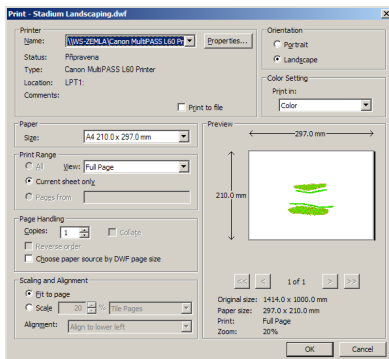 Print - Stadium Landscaping.dwf
Printer
Name: \\WS-ZEMLA\Canon MultiPASS L60 Pr
Properties...
Status: Připravena
Type: Canon MultiPASS L60 Printer
Location: LPT1:
Comments:
Print to file
Orientation
Portrait
Landscape
Color Setting
Print in:
Color
Paper
Size: A4 210.0 x 297.0 mm
Print Range
All View: Full Page
Current sheet only
Pages from
Page Handling
Copies: 1 Collate
Reverse order
Choose paper source by DWF page size
Scaling and Alignment
Fit to page
Scale 20 % Tile Pages
Alignment: Align to lower left
Preview
297.0 mm
210.0 mm
<< < 1 of 1 > >>
Original size: 1414.0 x 1000.0 mm
Paper size: 297.0 x 210.0 mm
Print: Full Page
Zoom: 20%
OK Cancel